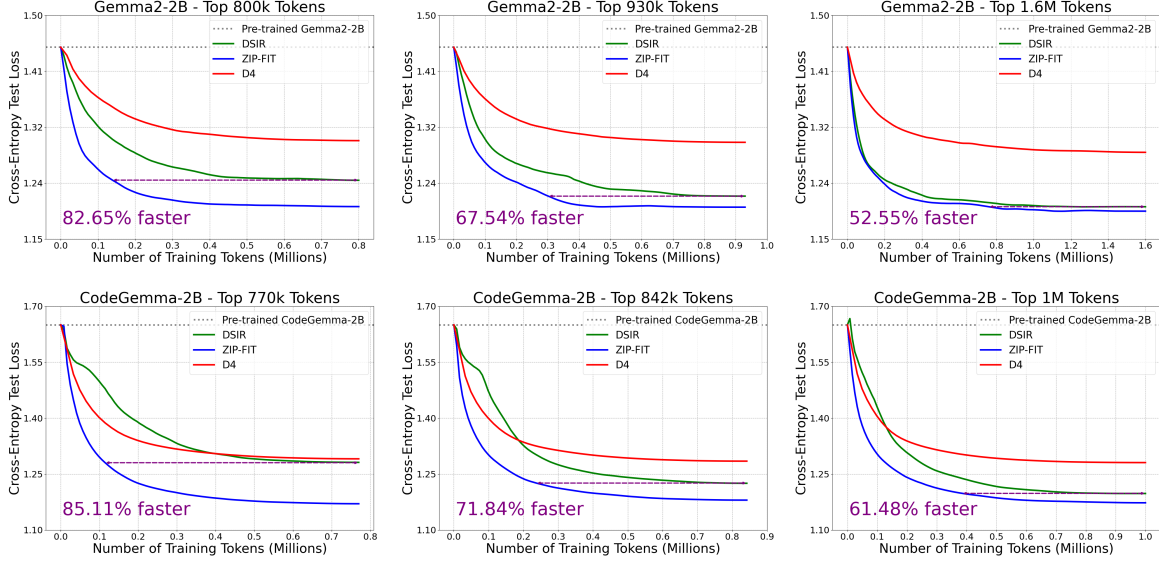 Gemma2-2B - Top 800k Tokens
Cross-Entropy Test Loss
1.50
1.41
1.32
1.24
1.15
Pre-trained Gemma2-2B
DSIR
ZIP-FIT
D4
82.65% faster
0.0 0.1 0.2 0.3 0.4 0.5 0.6 0.7 0.8
Number of Training Tokens (Millions)
Gemma2-2B - Top 930k Tokens
Cross-Entropy Test Loss
1.50
1.41
1.32
1.24
1.15
Pre-trained Gemma2-2B
DSIR
ZIP-FIT
D4
67.54% faster
0.0 0.1 0.2 0.3 0.4 0.5 0.6 0.7 0.8 0.9 1.0
Number of Training Tokens (Millions)
Gemma2-2B - Top 1.6M Tokens
Cross-Entropy Test Loss
1.50
1.41
1.32
1.24
1.15
Pre-trained Gemma2-2B
DSIR
ZIP-FIT
D4
52.55% faster
0.0 0.2 0.4 0.6 0.8 1.0 1.2 1.4 1.6
Number of Training Tokens (Millions)
CodeGemma-2B - Top 770k Tokens
Cross-Entropy Test Loss
1.70
1.55
1.40
1.25
1.10
Pre-trained CodeGemma-2B
DSIR
ZIP-FIT
D4
85.11% faster
0.0 0.1 0.2 0.3 0.4 0.5 0.6 0.7 0.8
Number of Training Tokens (Millions)
CodeGemma-2B - Top 842k Tokens
Cross-Entropy Test Loss
1.70
1.55
1.40
1.25
1.10
Pre-trained CodeGemma-2B
DSIR
ZIP-FIT
D4
71.84% faster
0.0 0.1 0.2 0.3 0.4 0.5 0.6 0.7 0.8 0.9
Number of Training Tokens (Millions)
CodeGemma-2B - Top 1M Tokens
Cross-Entropy Test Loss
1.70
1.55
1.40
1.25
1.10
Pre-trained CodeGemma-2B
DSIR
ZIP-FIT
D4
61.48% faster
0.0 0.1 0.2 0.3 0.4 0.5 0.6 0.7 0.8 0.9 1.0
Number of Training Tokens (Millions)